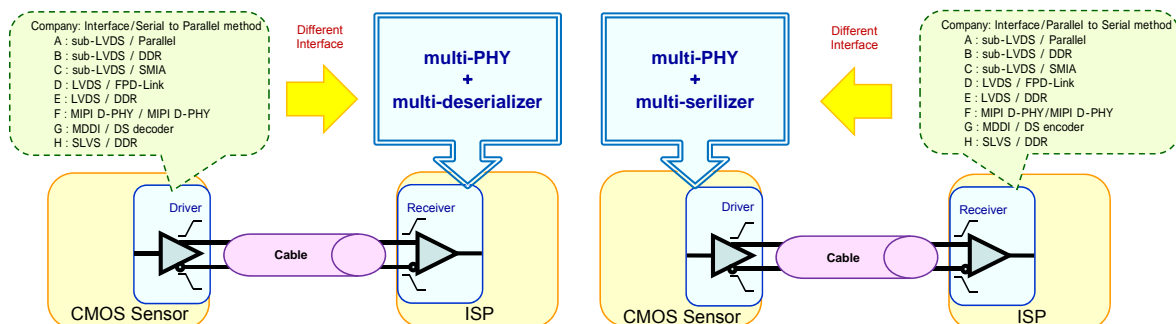 Company: Interface/Serial to Parallel method
A : sub-LVDS / Parallel
B : sub-LVDS / DDR
C : sub-LVDS / SMIA
D : LVDS / FPD-Link
E : LVDS / DDR
F : MIPI D-PHY / MIPI D-PHY
G : MDDI / DS decoder
H : SLVS / DDR
Different
Interface
multi-PHY
+
multi-deserializer
Driver
Receiver
Cable
CMOS Sensor
ISP
multi-PHY
+
multi-serilizer
Different
Interface
Company: Interface/Parallel to Serial method
A : sub-LVDS / Parallel
B : sub-LVDS / DDR
C : sub-LVDS / SMIA
D : LVDS / FPD-Link
E : LVDS / DDR
F : MIPI D-PHY/MIPI D-PHY
G : MDDI / DS encoder
H : SLVS / DDR
Driver
Receiver
Cable
CMOS Sensor
ISP